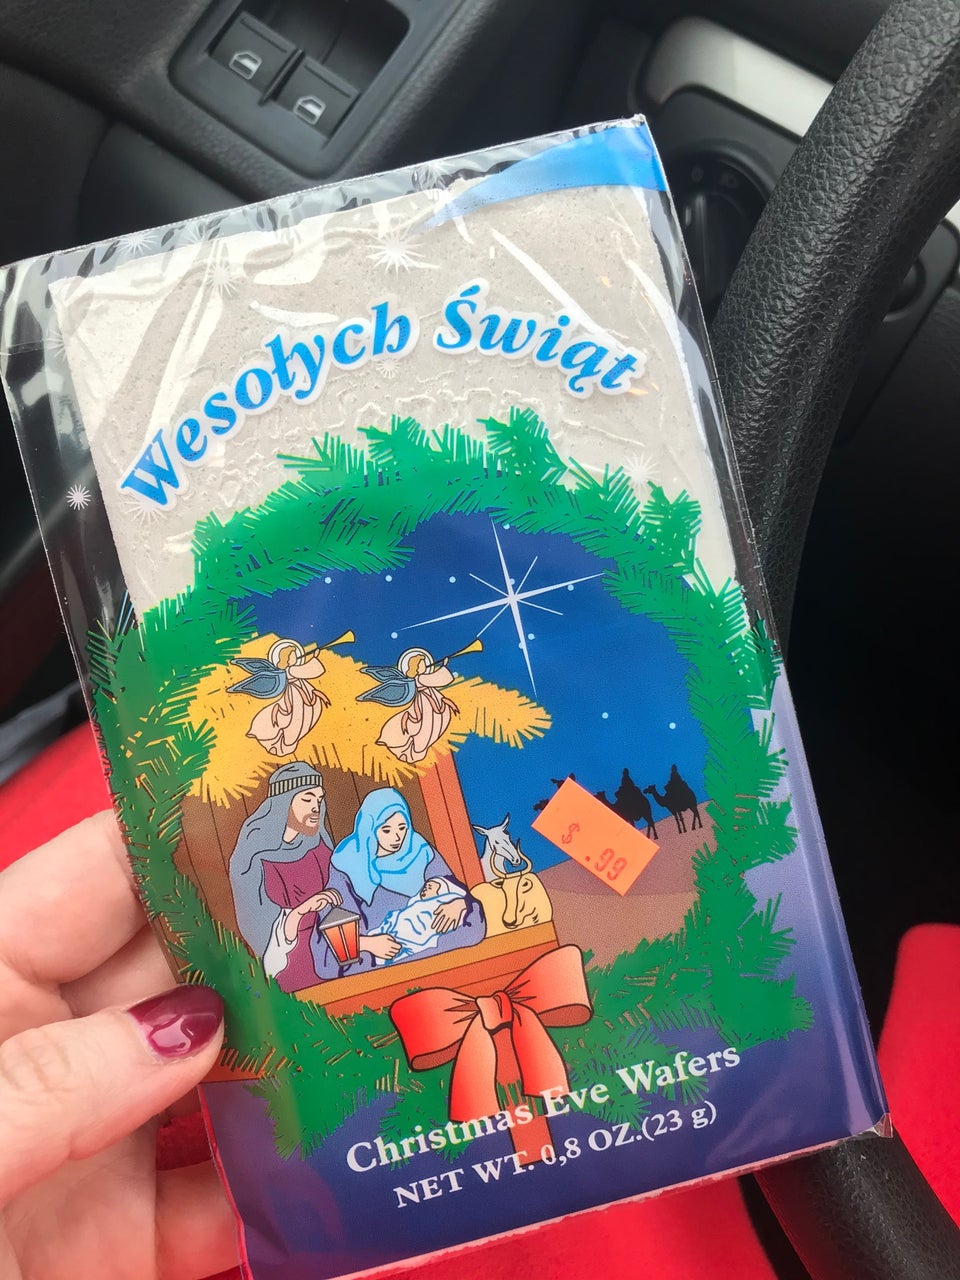 Wesołych Świąt
$ .99
Christmas Eve Wafers
NET WT. 0,8 OZ.(23 g)